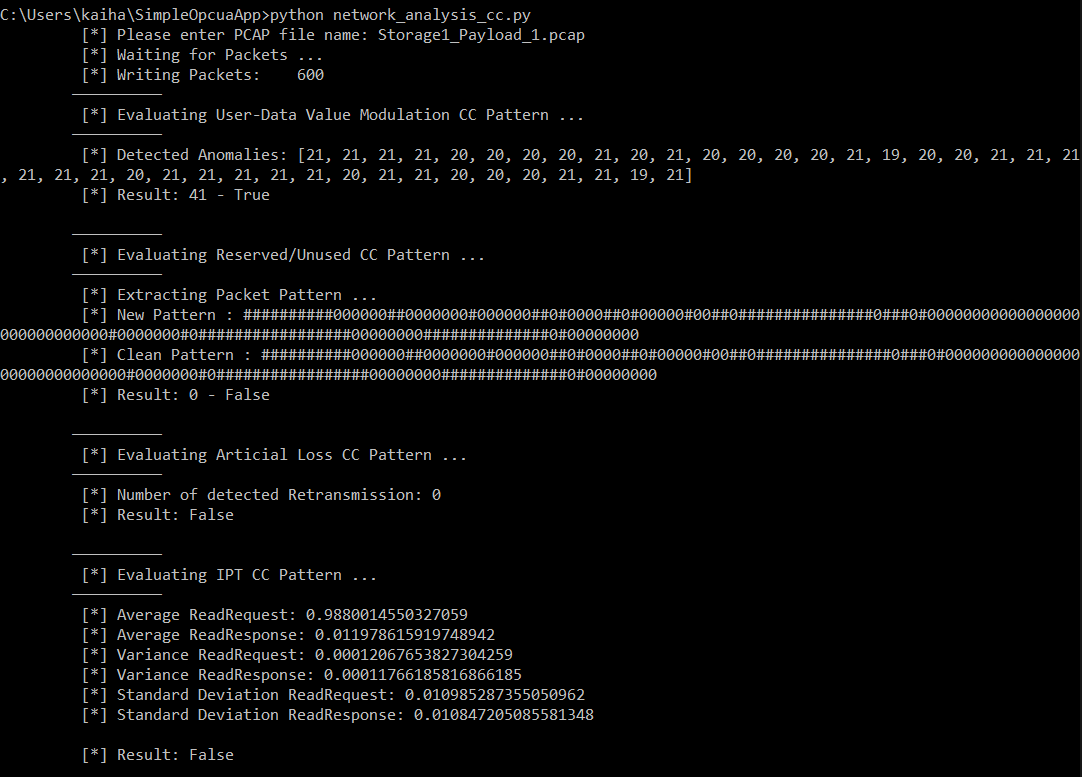 C:\Users\kaiha\SimpleOpcuaApp>python network_analysis_cc.py
[*] Please enter PCAP file name: Storage1_Payload_1.pcap
[*] Waiting for Packets ...
[*] Writing Packets:    600
__________
[*] Evaluating User-Data Value Modulation CC Pattern ...
__________
[*] Detected Anomalies: [21, 21, 21, 21, 20, 20, 20, 20, 21, 20, 21, 20, 20, 20, 20, 21, 19, 20, 20, 21, 21, 21
, 21, 21, 21, 20, 21, 21, 21, 21, 21, 20, 21, 21, 20, 20, 20, 21, 21, 19, 21]
[*] Result: 41 - True
__________
[*] Evaluating Reserved/Unused CC Pattern ...
__________
[*] Extracting Packet Pattern ...
[*] New Pattern : ##########000000##0000000#000000##0#0000##0#00000#00##0###############0###0#00000000000000000
000000000000#0000000#0#################00000000##############0#00000000
[*] Clean Pattern : ##########000000##0000000#000000##0#0000##0#00000#00##0###############0###0#000000000000000
00000000000000#0000000#0#################00000000##############0#00000000
[*] Result: 0 - False
__________
[*] Evaluating Articial Loss CC Pattern ...
__________
[*] Number of detected Retransmission: 0
[*] Result: False
__________
[*] Evaluating IPT CC Pattern ...
__________
[*] Average ReadRequest: 0.9880014550327059
[*] Average ReadResponse: 0.011978615919748942
[*] Variance ReadRequest: 0.00012067653827304259
[*] Variance ReadResponse: 0.00011766185816866185
[*] Standard Deviation ReadRequest: 0.010985287355050962
[*] Standard Deviation ReadResponse: 0.010847205085581348
[*] Result: False